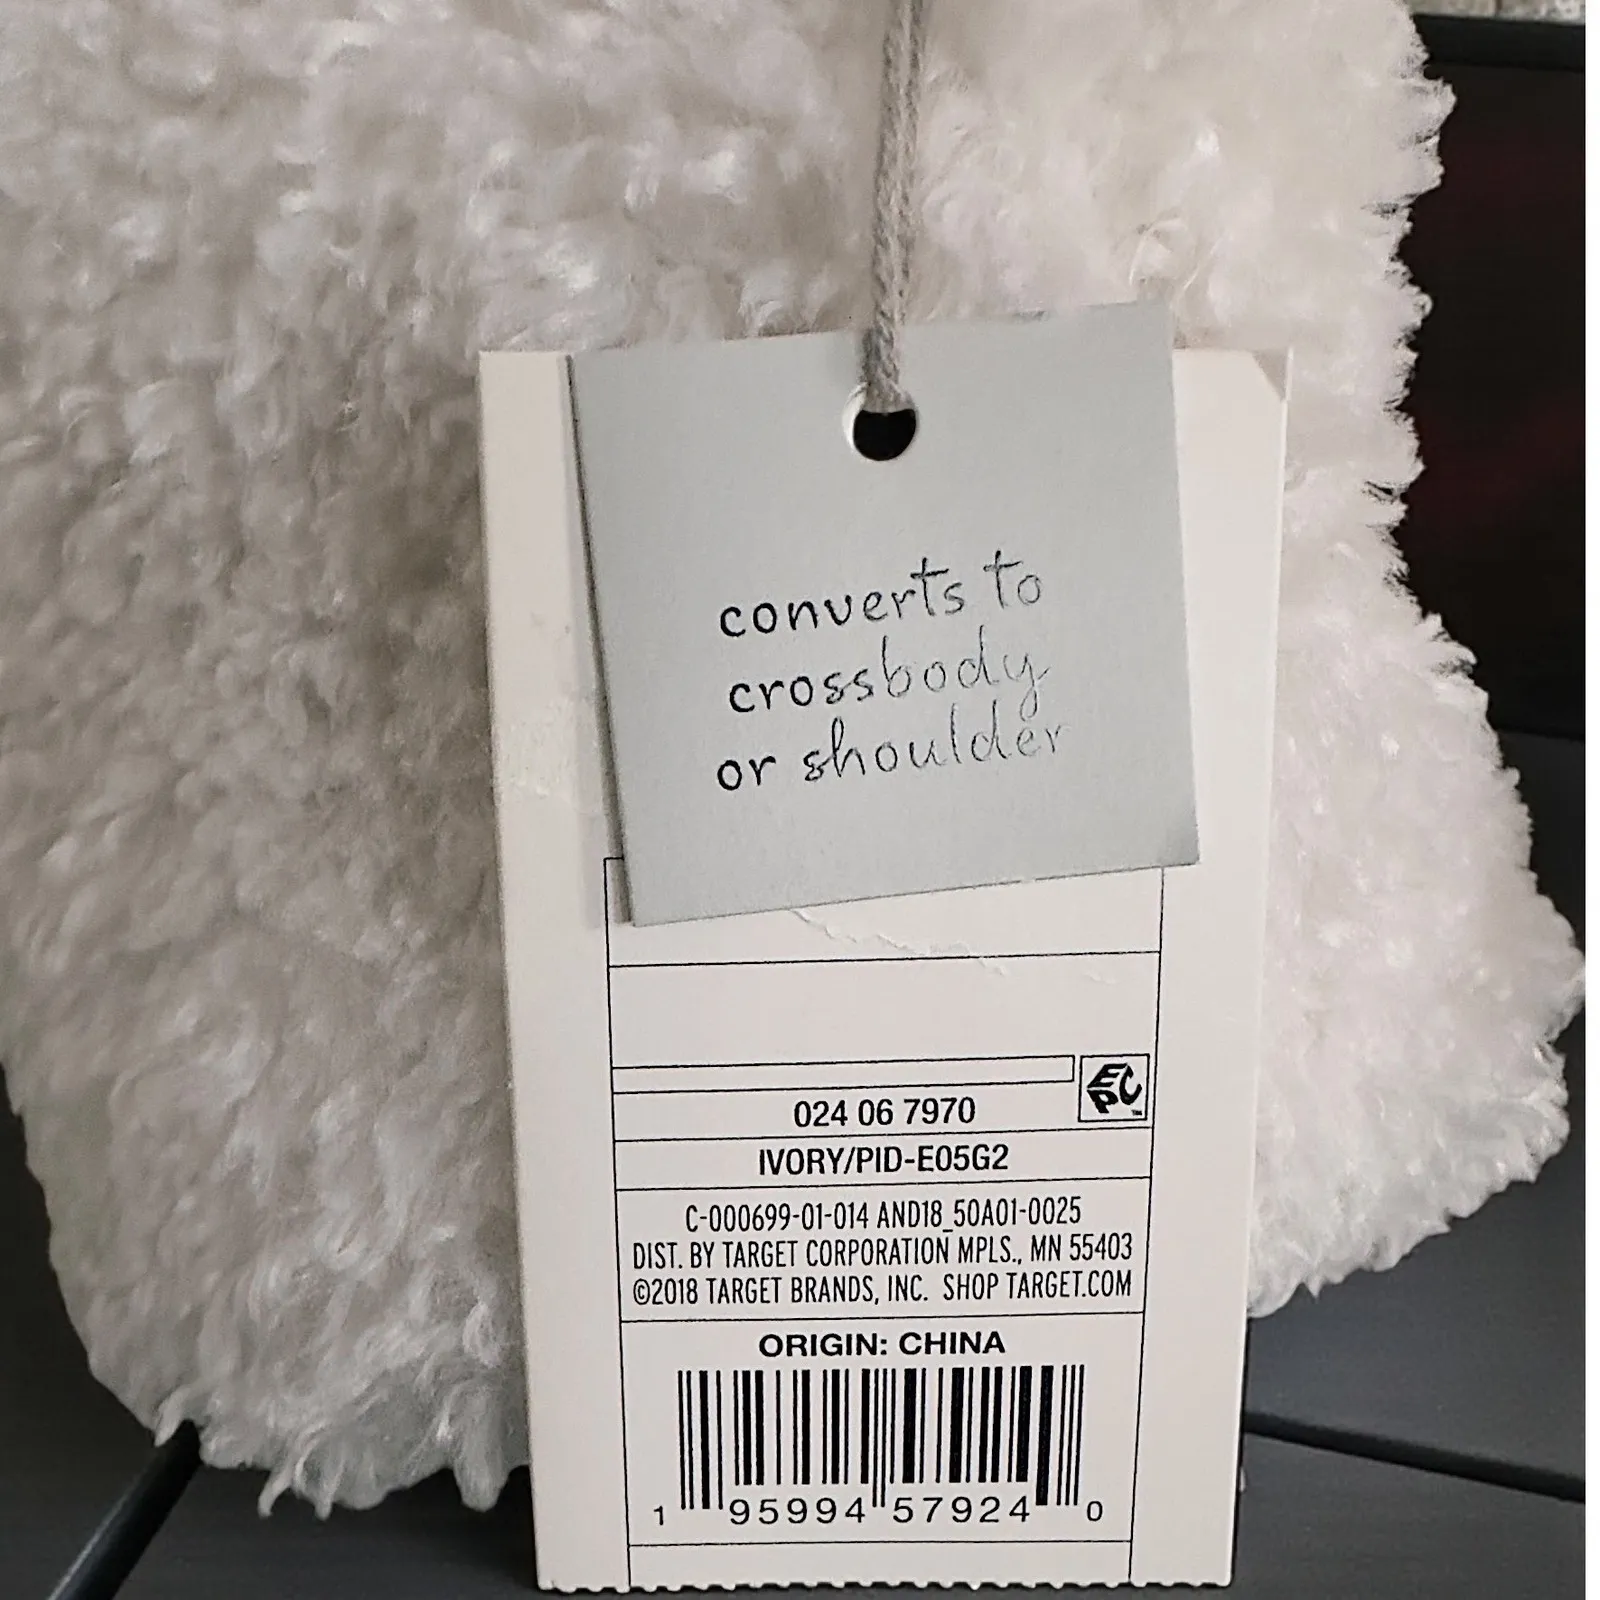 converts to
crossbody
or shoulder
EPC™
024 06 7970
IVORY/PID-E05G2
C-000699-01-014 AND18_50A01-0025
DIST. BY TARGET CORPORATION MPLS., MN 55403
©2018 TARGET BRANDS, INC. SHOP TARGET.COM
ORIGIN: CHINA
1 95994 57924 0